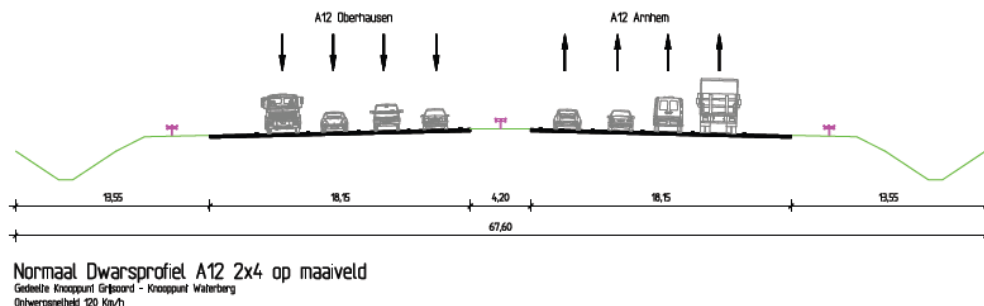 A12 Oberhausen
A12 Arnhem
13,55
18,15
4,20
18,15
13,55
67,60
Normaal Dwarsprofiel A12 2x4 op maaiveld
Gedeelte Knooppunt Grijsoord - Knooppunt Waterberg
Ontwerpsnelheid 120 Km/h